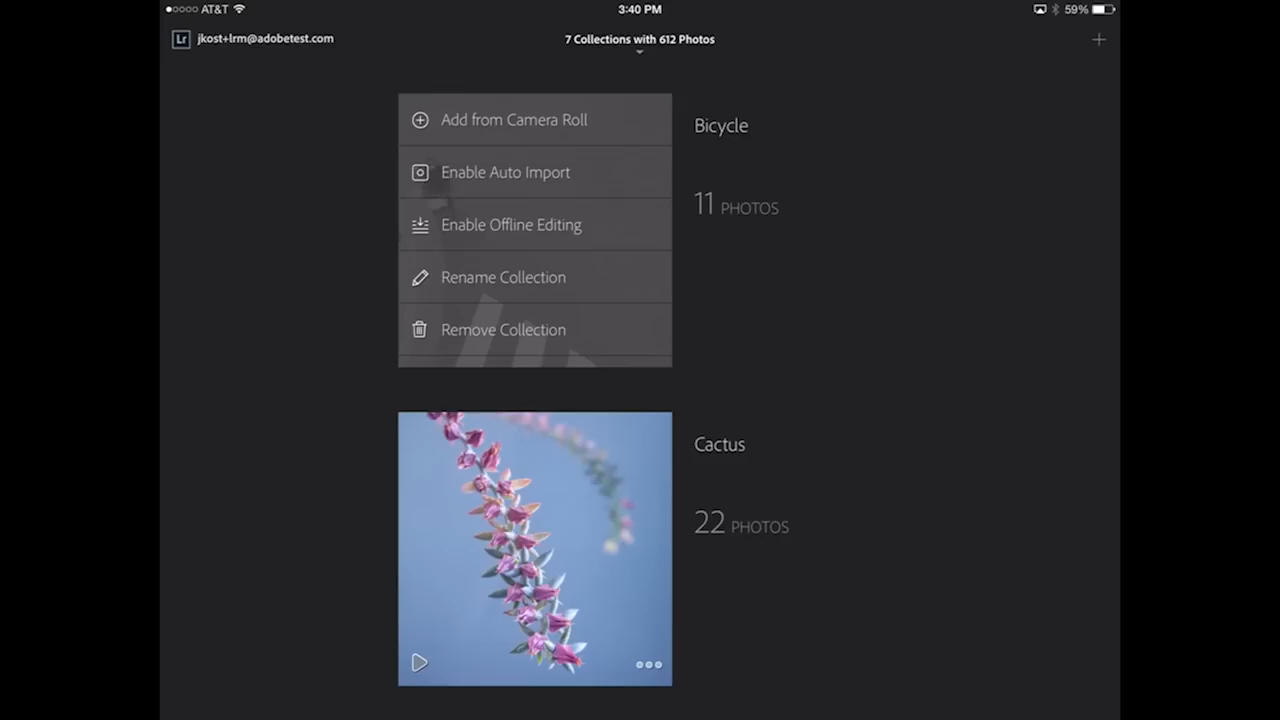 AT&T 3:40 PM 59%
Lr jkost+lrm@adobetest.com 7 Collections with 612 Photos
Add from Camera Roll
Bicycle
Enable Auto Import
11 PHOTOS
Enable Offline Editing
Rename Collection
Remove Collection
Cactus
22 PHOTOS